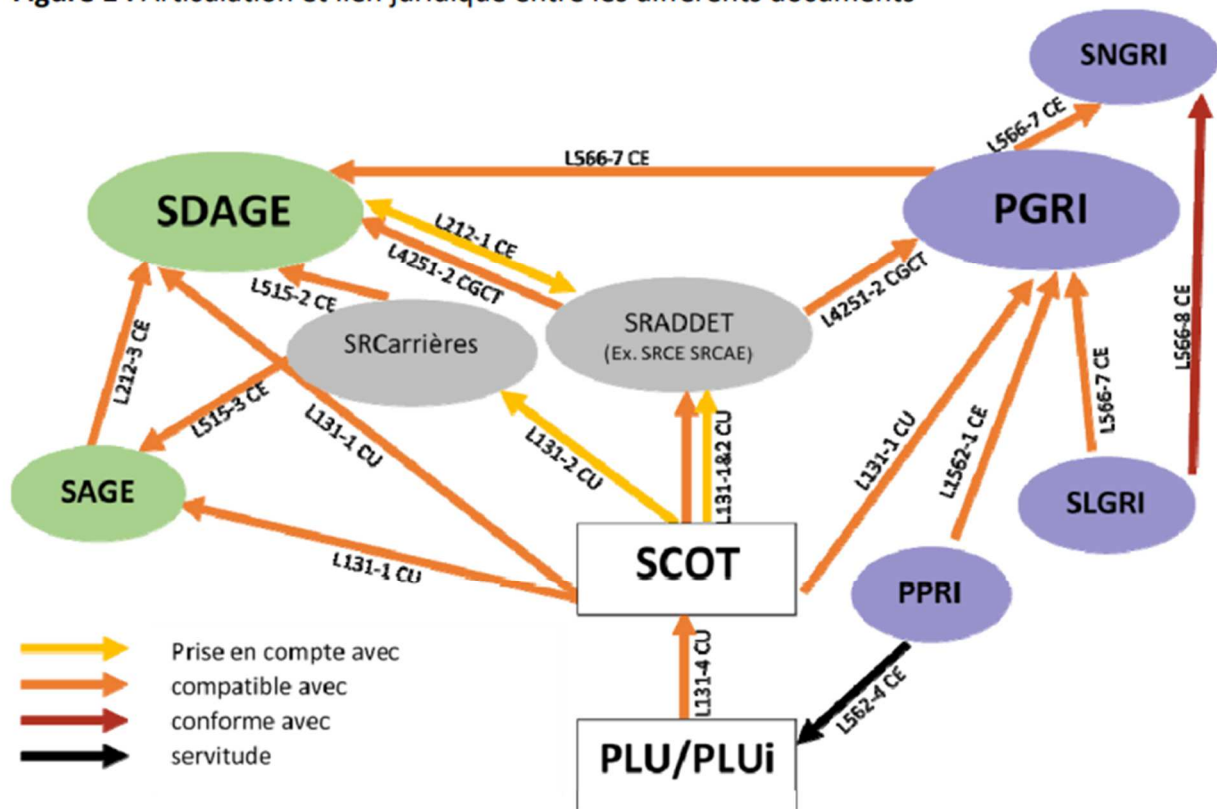 SNGRI
L566-7 CE
L566-7 CE
SDAGE
PGRI
L212-1 CE
L4251-2 CGCT
L515-2 CE
L4251-2 CGCT
SRCarrières
SRADDET
(Ex. SRCE SRCAE)
L566-8 CE
L212-3 CE
L515-3 CE
L131-1 CU
L131-2 CU
L131-1&2 CU
L131-1 CU
L1562-1 CE
L566-7 CE
SAGE
SLGRI
L131-1 CU
SCOT
PPRI
Prise en compte avec
compatible avec
conforme avec
servitude
L131-4 CU
L562-4 CE
PLU/PLUi